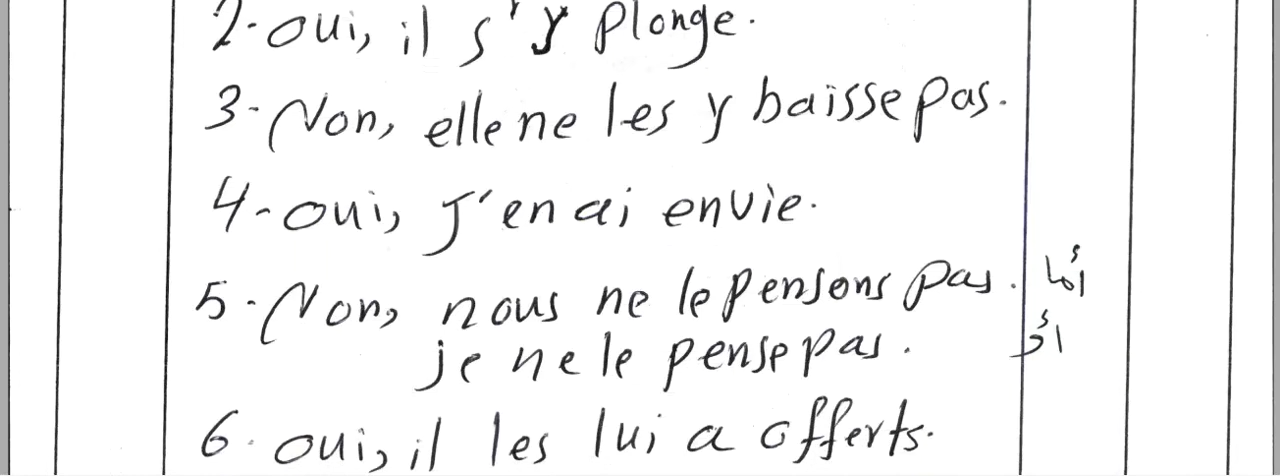 2- oui, il s'y plonge.
3- Non, elle ne les y baisse pas.
4- oui, J'en ai envie.
5- Non, nous ne le pensons pas. أما
je ne le pense pas. أو
6- oui, il les lui a offerts.